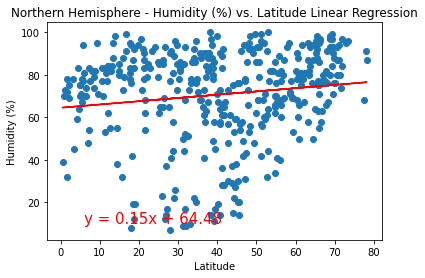 Northern Hemisphere - Humidity (%) vs. Latitude Linear Regression
100
80
60
40
20
Humidity (%)
y = 0.15x + 64.48
0 10 20 30 40 50 60 70 80
Latitude